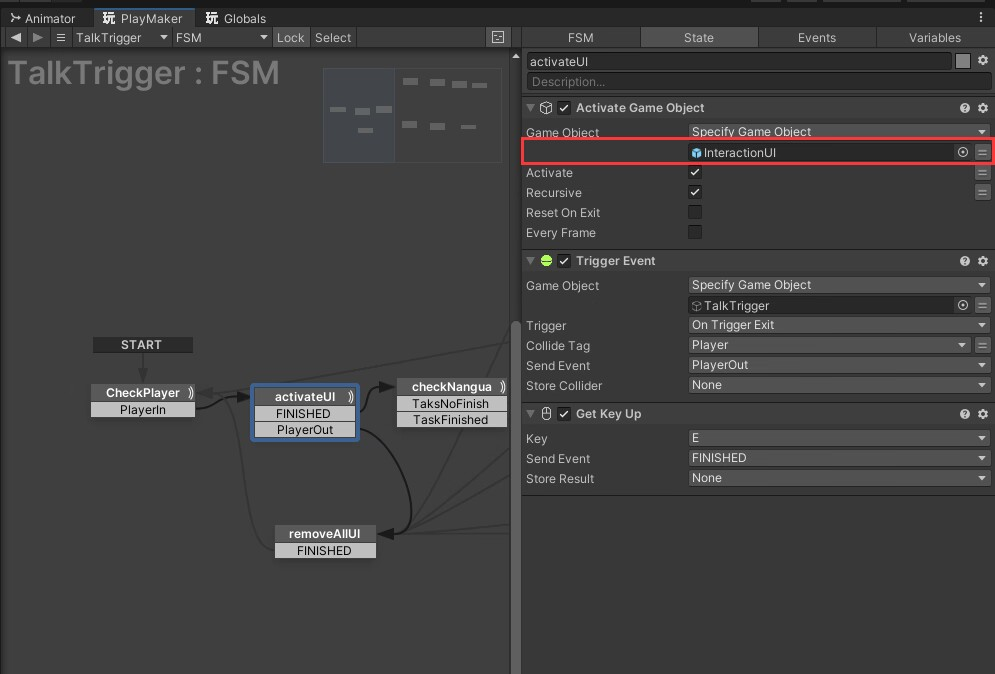 Animator PlayMaker Globals
TalkTrigger FSM Lock Select
TalkTrigger : FSM
START
CheckPlayer
PlayerIn
activateUI
FINISHED
PlayerOut
checkNangua
TaksNoFinish
TaskFinished
removeAllUI
FINISHED
FSM State Events Variables
activateUI
Description...
Activate Game Object
Game Object Specify Game Object
InteractionUI
Activate
Recursive
Reset On Exit
Every Frame
Trigger Event
Game Object Specify Game Object
TalkTrigger
Trigger On Trigger Exit
Collide Tag Player
Send Event PlayerOut
Store Collider None
Get Key Up
Key E
Send Event FINISHED
Store Result None